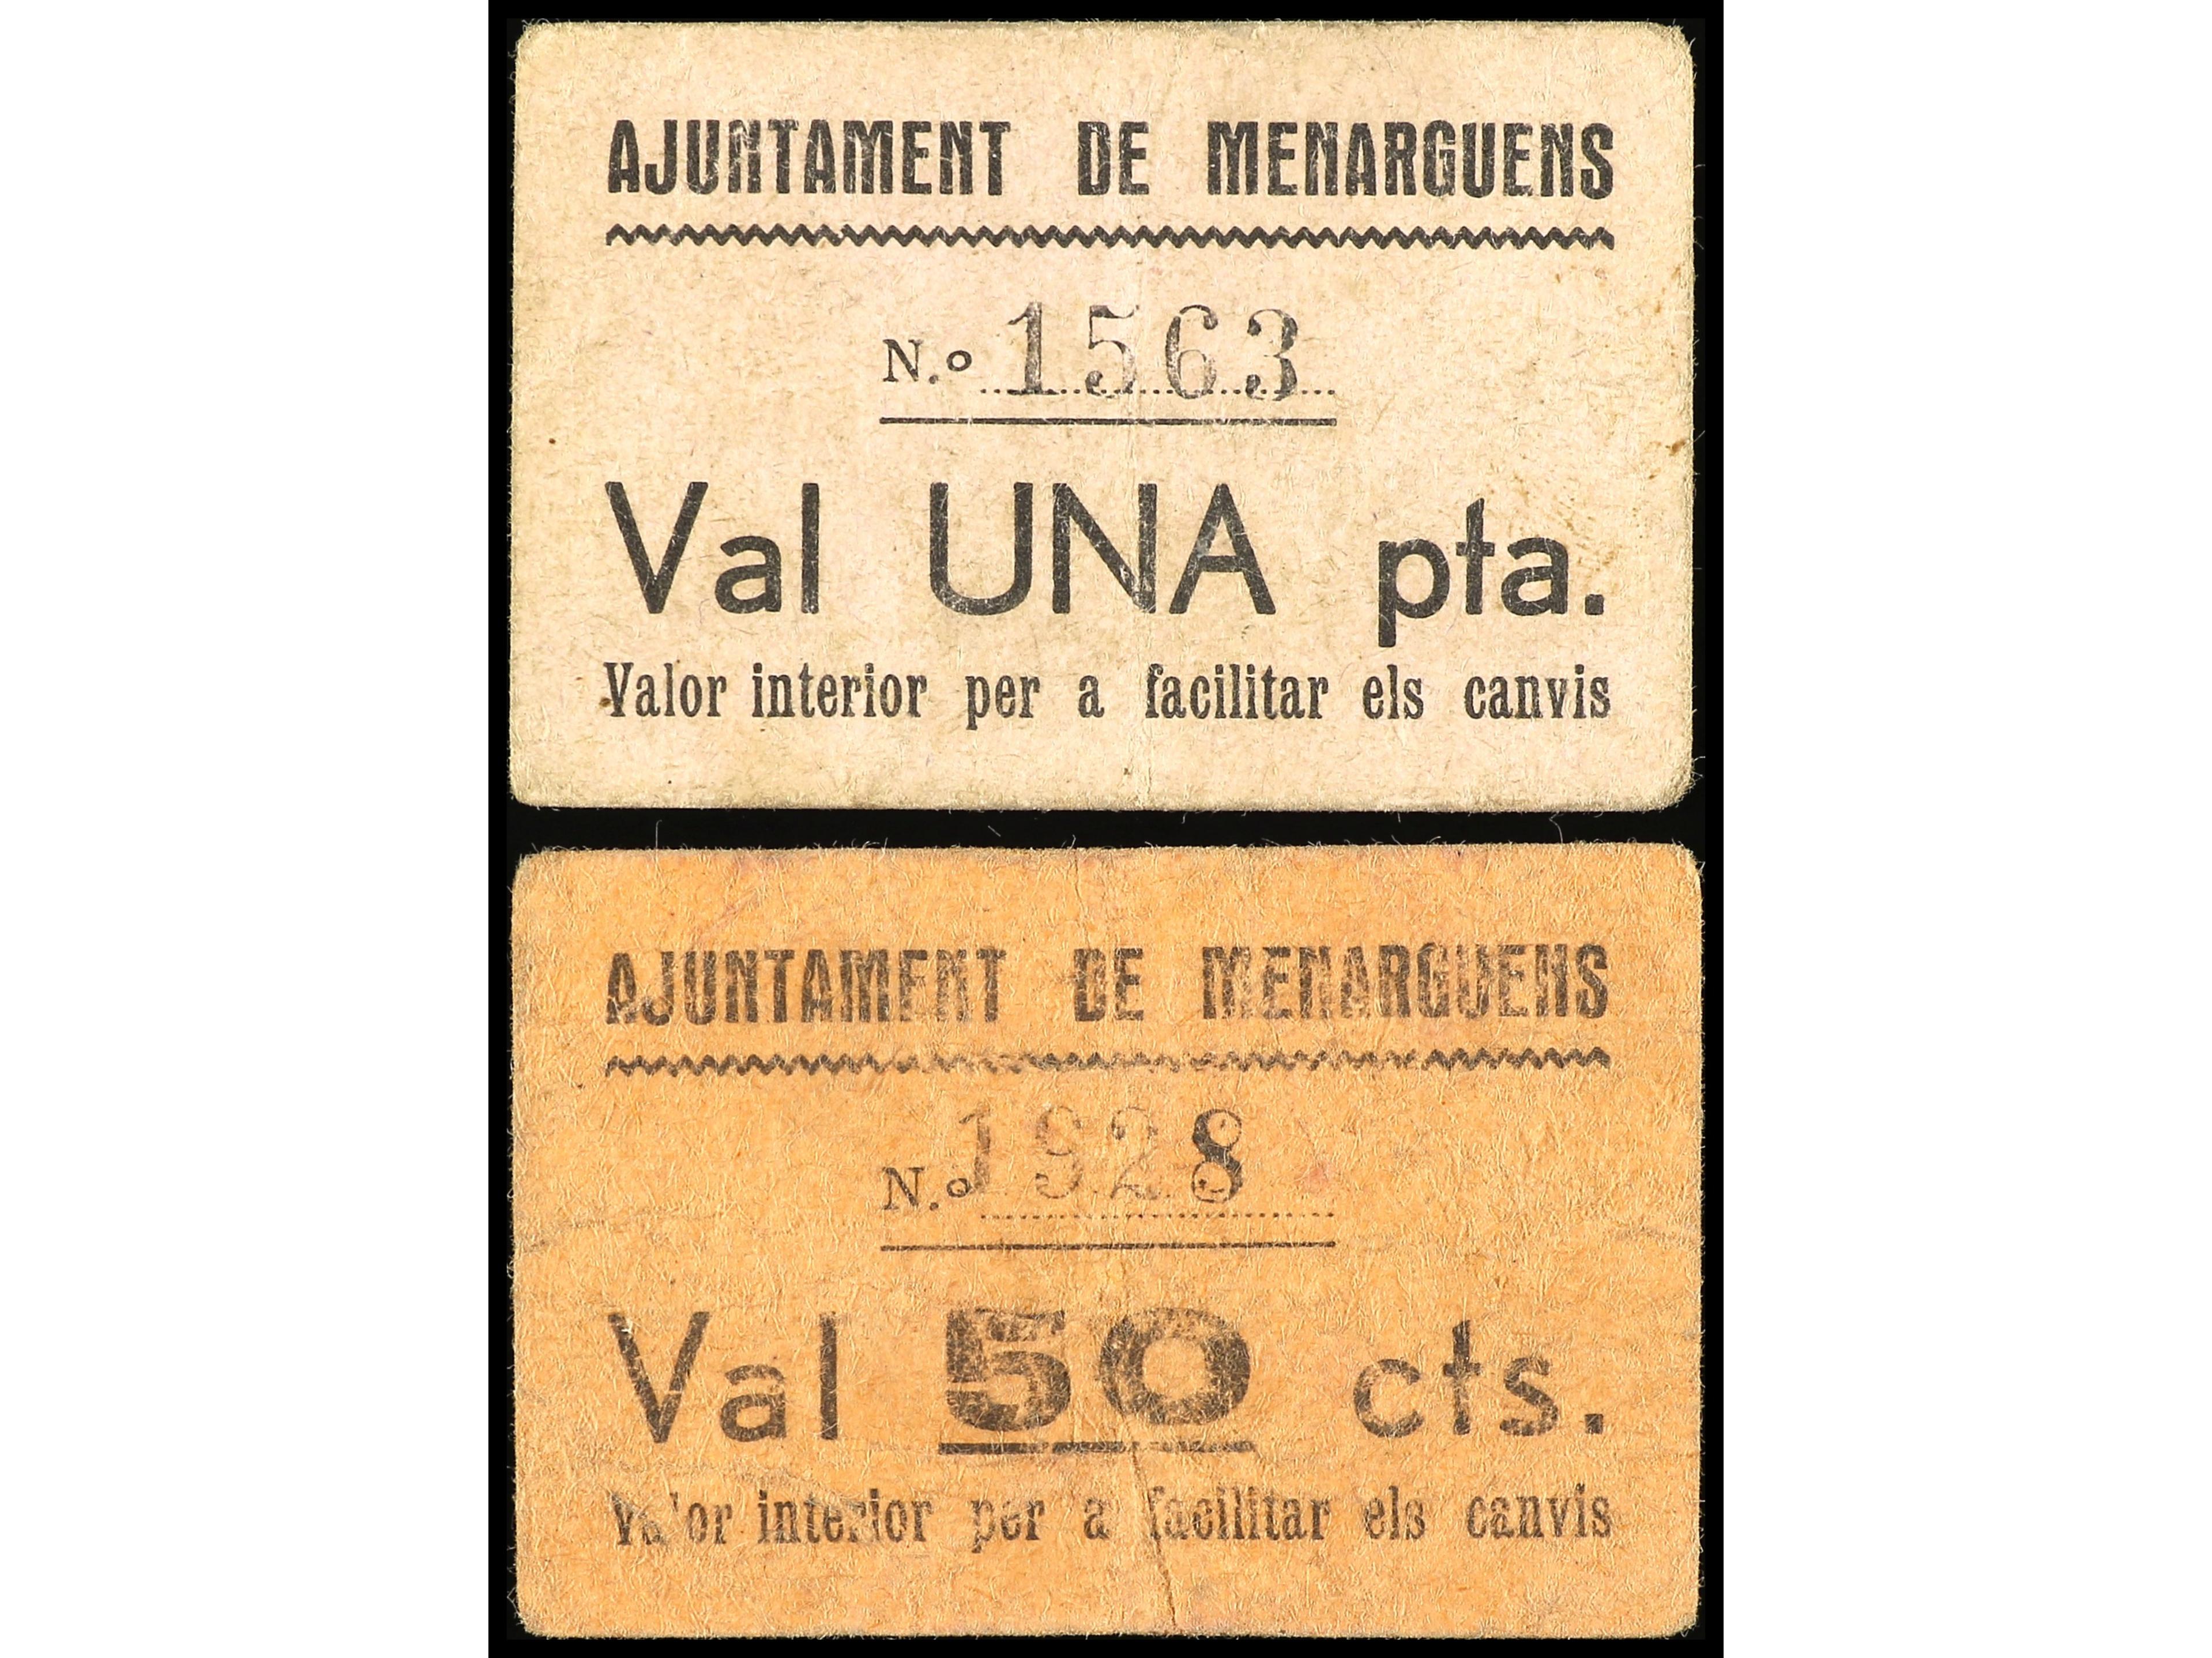 AJUNTAMENT DE MENARGUENS
N.º 1563
Val UNA pta.
Valor interior per a facilitar els canvis
AJUNTAMENT DE MENARGUENS
N.º 1928
Val 50 cts.
Valor interior per a facilitar els canvis